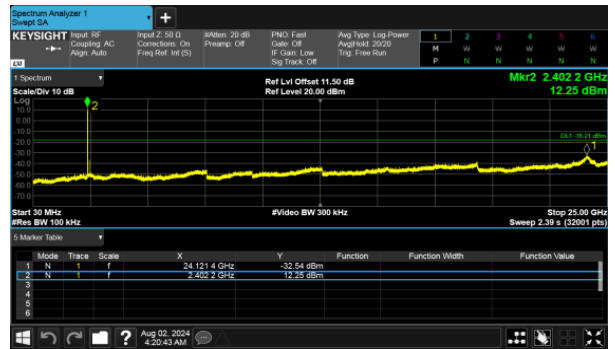 Spectrum Analyzer 1
Swept SA
+
KEYSIGHT Input: RF Input Z: 50 Ω #Atten: 20 dB PNO: Fast Avg Type: Log-Power 1 2 3 4 5 6
Coupling: AC Corrections: On Preamp: Off Gate: Off Avg|Hold: 20/20 M W W W W W
Align: Auto Freq Ref: Int (S) IF Gain: Low Trig: Free Run
Sig Track: Off P N N N N N
LXI
1 Spectrum Ref Lvl Offset 11.50 dB Mkr2 2.402 2 GHz
Scale/Div 10 dB Ref Level 20.00 dBm 12.25 dBm
Log
10.0
0.00
-10.0
-20.0
-30.0
-40.0
-50.0
-60.0
-70.0
2
DL1 -18.21 dBm
1
Start 30 MHz #Video BW 300 kHz Stop 25.00 GHz
#Res BW 100 kHz Sweep 2.39 s (32001 pts)
5 Marker Table
Mode Trace Scale X Y Function Function Width Function Value
1 N 1 f 24.121 4 GHz -32.54 dBm
2 N 1 f 2.402 2 GHz 12.25 dBm
3
4
5
6
? Aug 02, 2024
4:20:43 AM